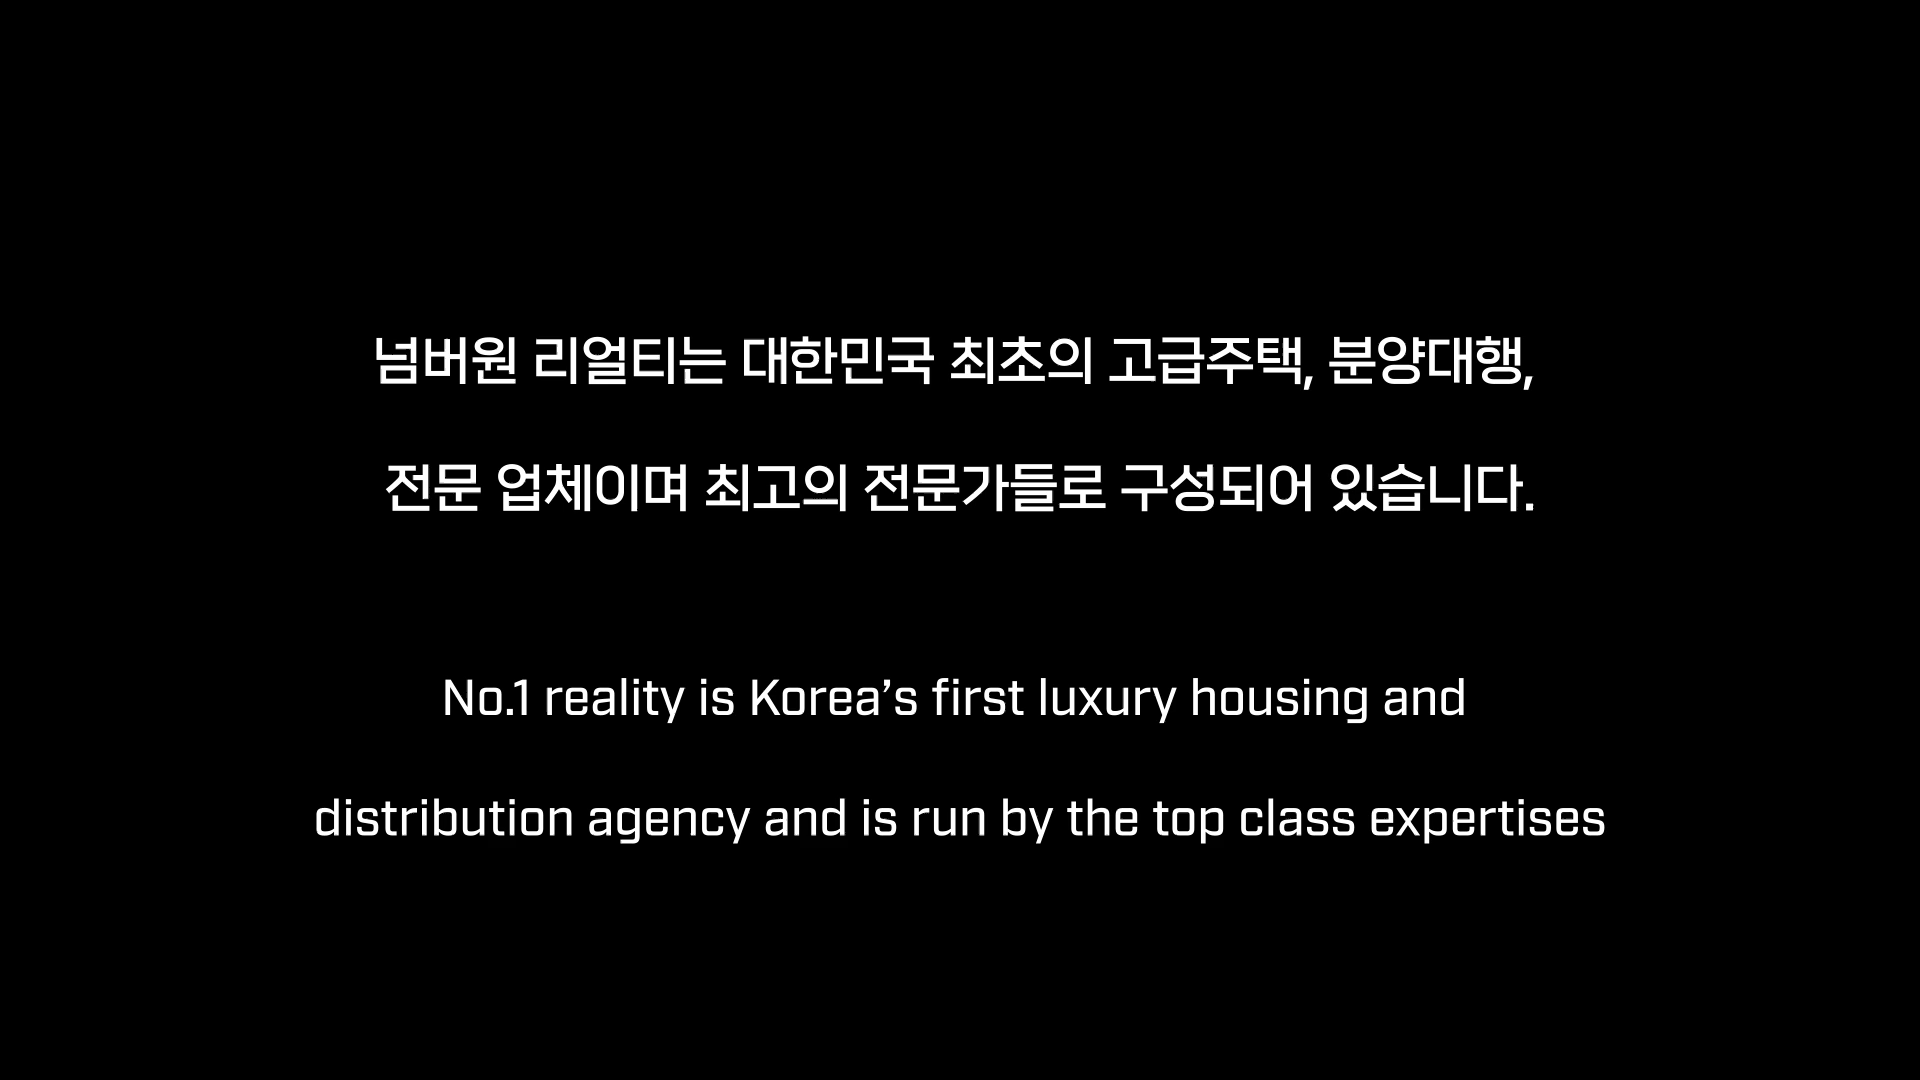 넘버원 리얼티는 대한민국 최초의 고급주택, 분양대행,
전문 업체이며 최고의 전문가들로 구성되어 있습니다.
No.1 reality is Korea’s first luxury housing and
distribution agency and is run by the top class expertises